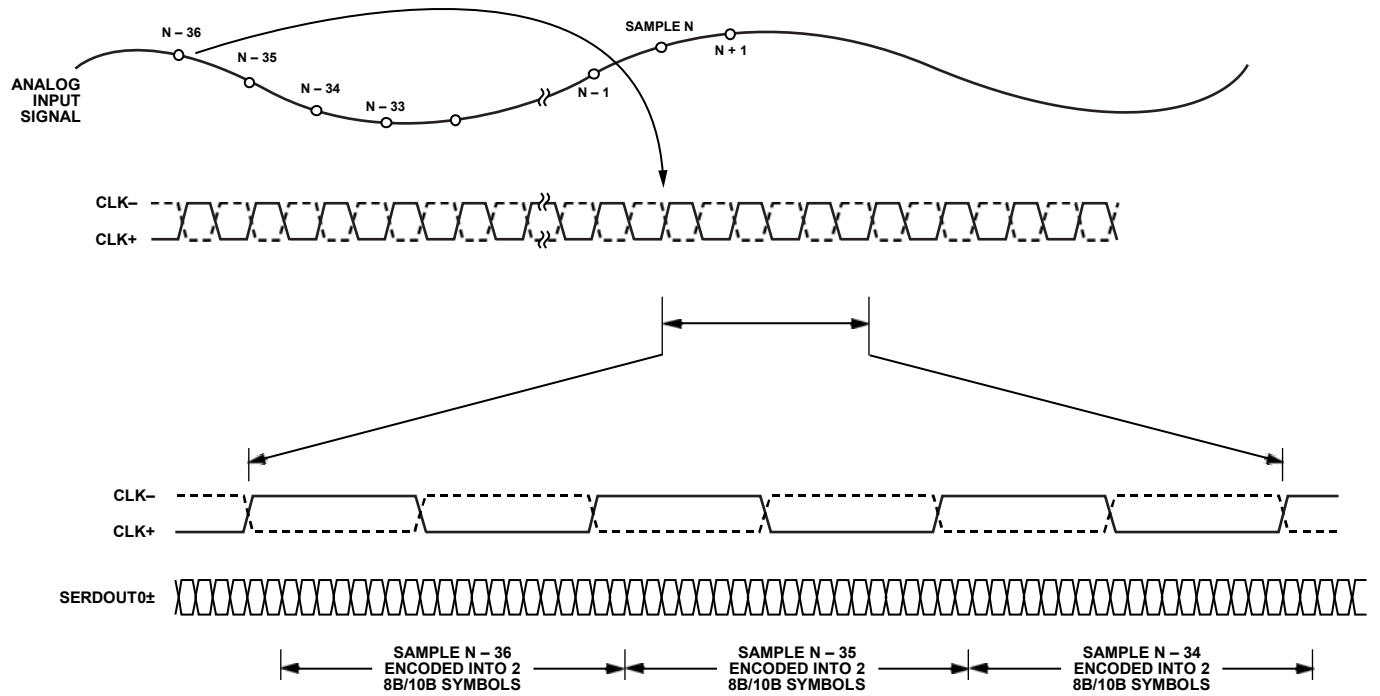 N – 36
N – 35
N – 34
N – 33
N – 1
SAMPLE N
N + 1
ANALOG
INPUT
SIGNAL
CLK–
CLK+
CLK–
CLK+
SERDOUT0±
SAMPLE N – 36
ENCODED INTO 2
8B/10B SYMBOLS
SAMPLE N – 35
ENCODED INTO 2
8B/10B SYMBOLS
SAMPLE N – 34
ENCODED INTO 2
8B/10B SYMBOLS